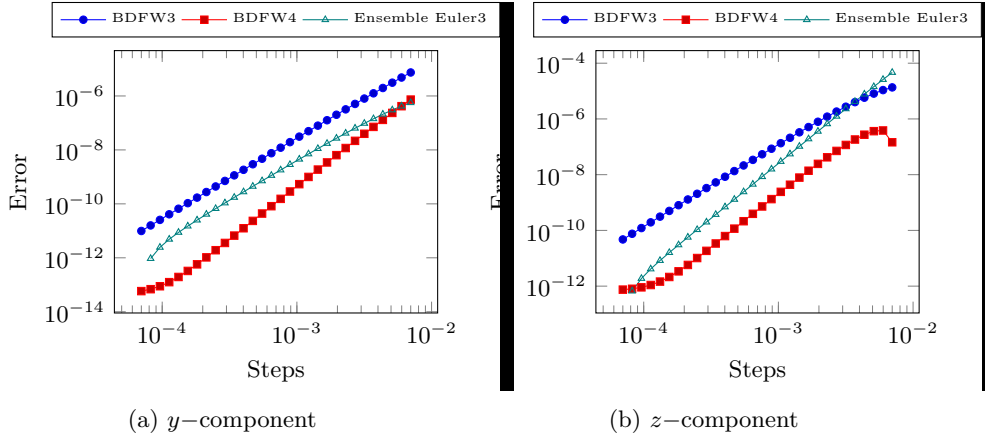 BDFW3 BDFW4 Ensemble Euler3
10^{-6}
10^{-8}
10^{-10}
10^{-12}
10^{-14}
Error
10^{-4} 10^{-3} 10^{-2}
Steps
(a) y−component
BDFW3 BDFW4 Ensemble Euler3
10^{-4}
10^{-6}
10^{-8}
10^{-10}
10^{-12}
Error
10^{-4} 10^{-3} 10^{-2}
Steps
(b) z−component